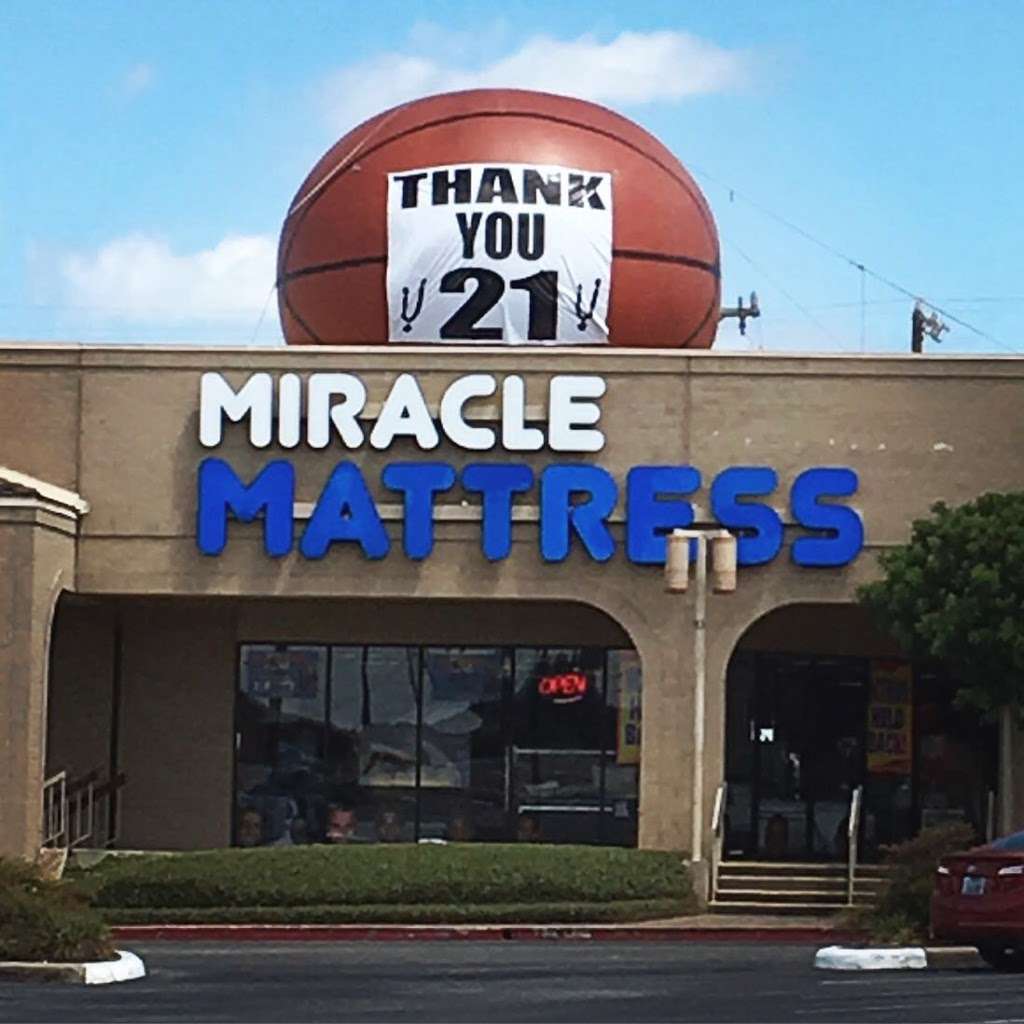 THANK
YOU
21
MIRACLE
MATTRESS
OPEN